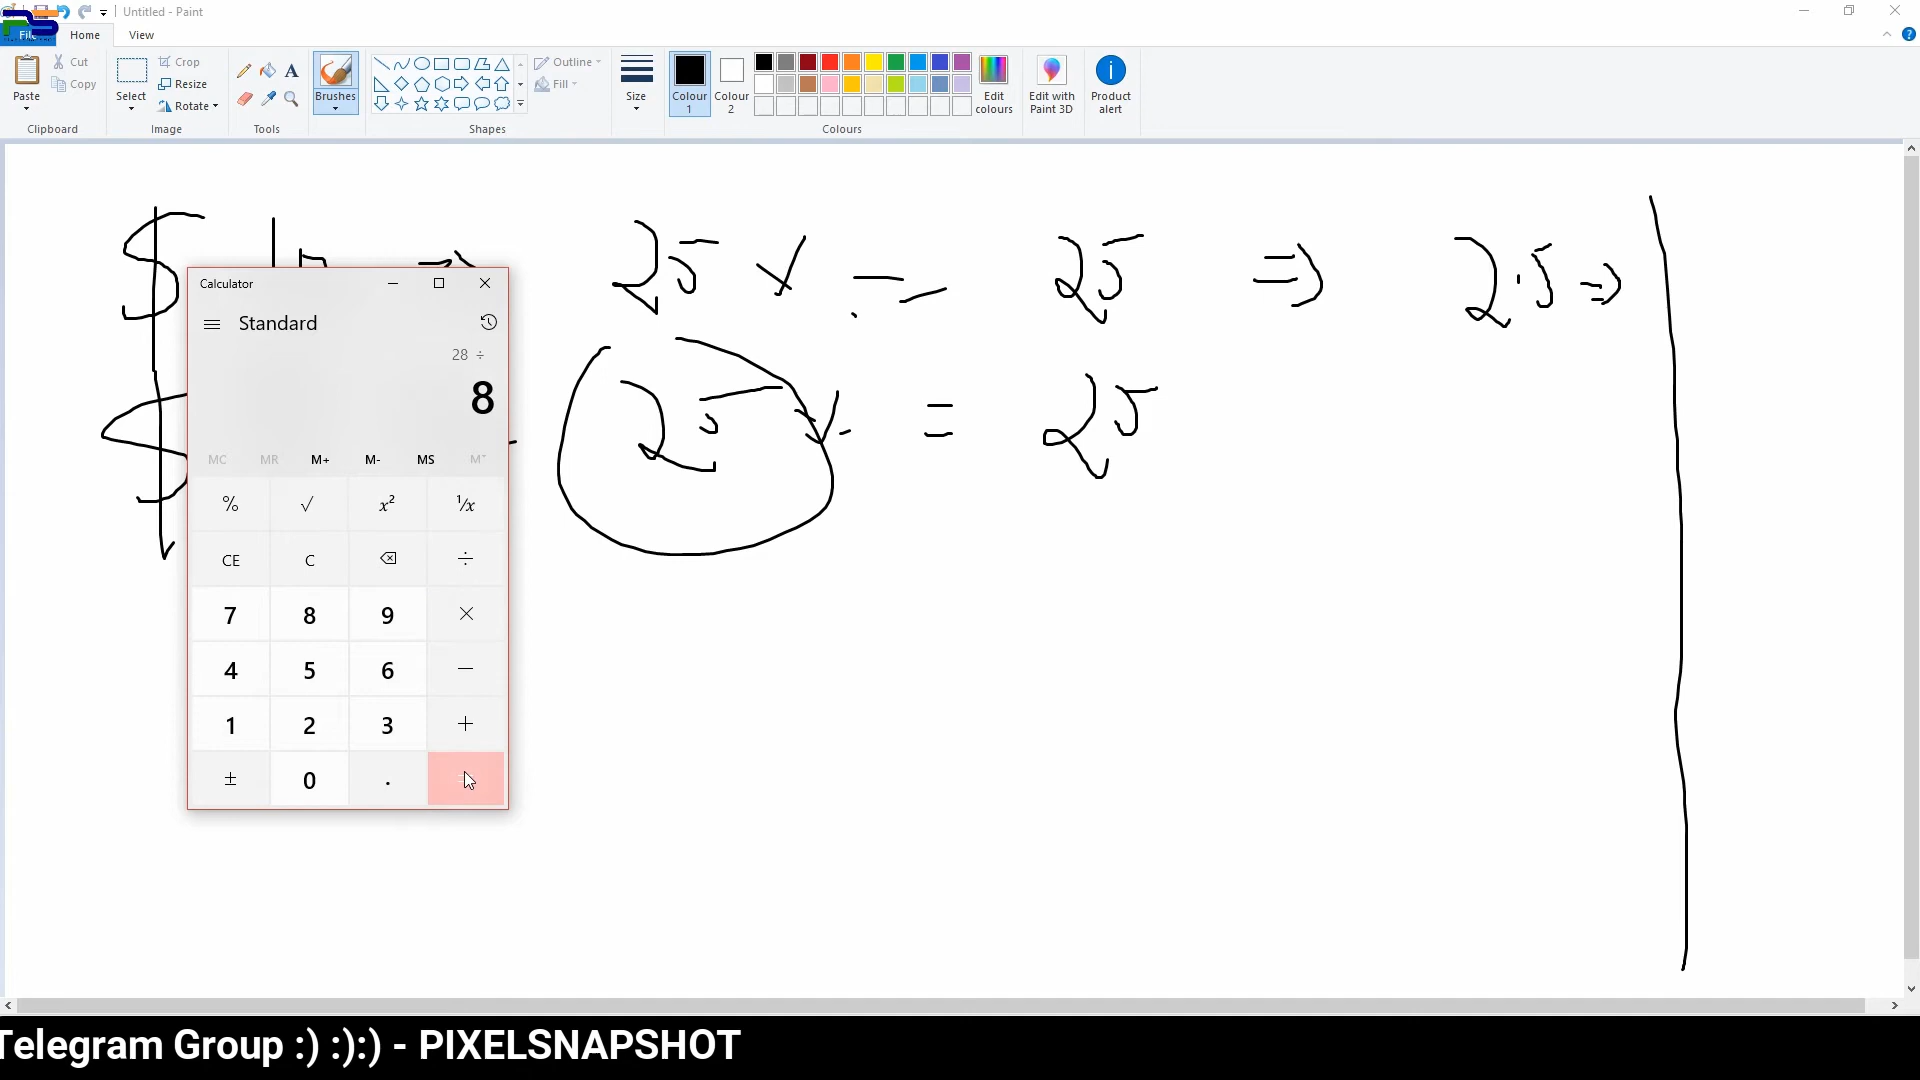 Untitled - Paint
File Home View
Paste
Cut
Copy
Clipboard
Select
Crop
Resize
Rotate
Image
A
Tools
Brushes
Shapes
Outline
Fill
Size
Colour 1
Colour 2
Colours
Edit colours
Edit with Paint 3D
Product alert
25 25 ⇒ 2.5 ⇒
25 = 25
Calculator
Standard
28 ÷
8
MC MR M+ M- MS M˅
% √ x² ¹/x
CE C ÷
7 8 9 ×
4 5 6 −
1 2 3 +
± 0 .
Telegram Group :) :):) - PIXELSNAPSHOT